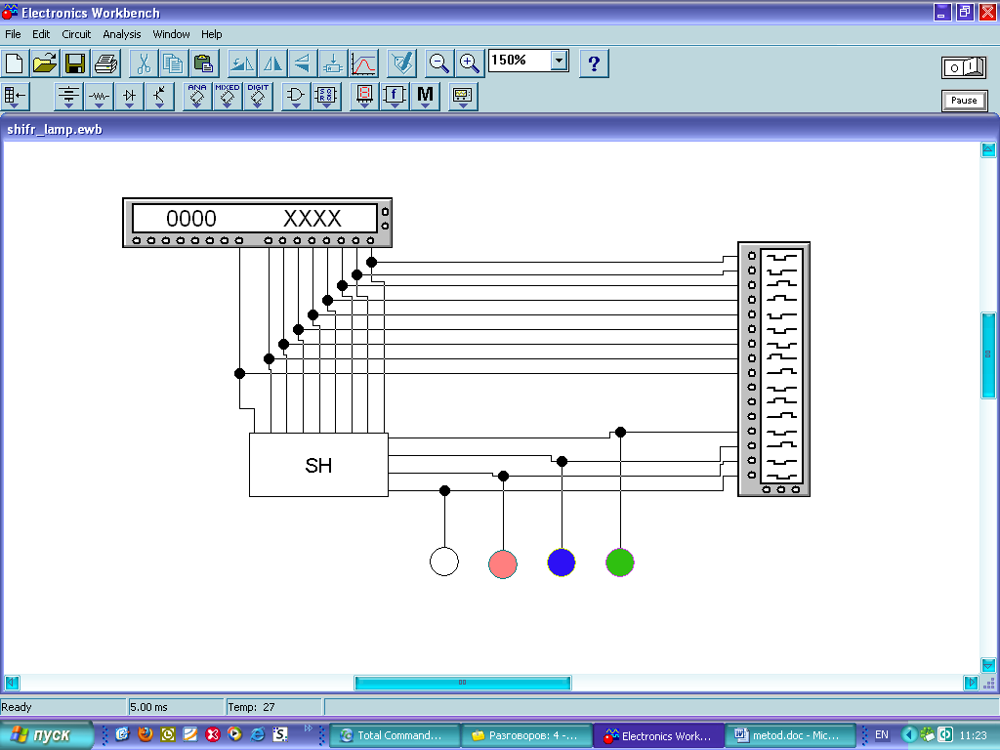 Electronics Workbench
File Edit Circuit Analysis Window Help
150%
?
Pause
ANA MIXED DIGIT
f M
shifr_lamp.ewb
0000 XXXX
SH
Ready 5.00 ms Temp: 27
пуск Total Command... Разговоров: 4 -... Electronics Work... metod.doc - Mic... EN 11:23